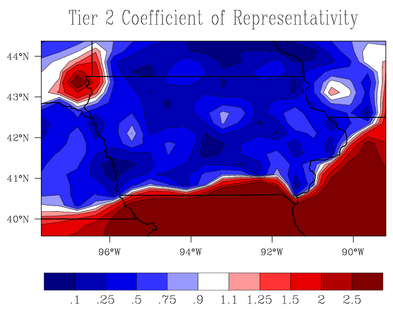 Tier 2 Coefficient of Representativity
44°N
43°N
42°N
41°N
40°N
96°W 94°W 92°W 90°W
.1 .25 .5 .75 .9 1.1 1.25 1.5 2 2.5